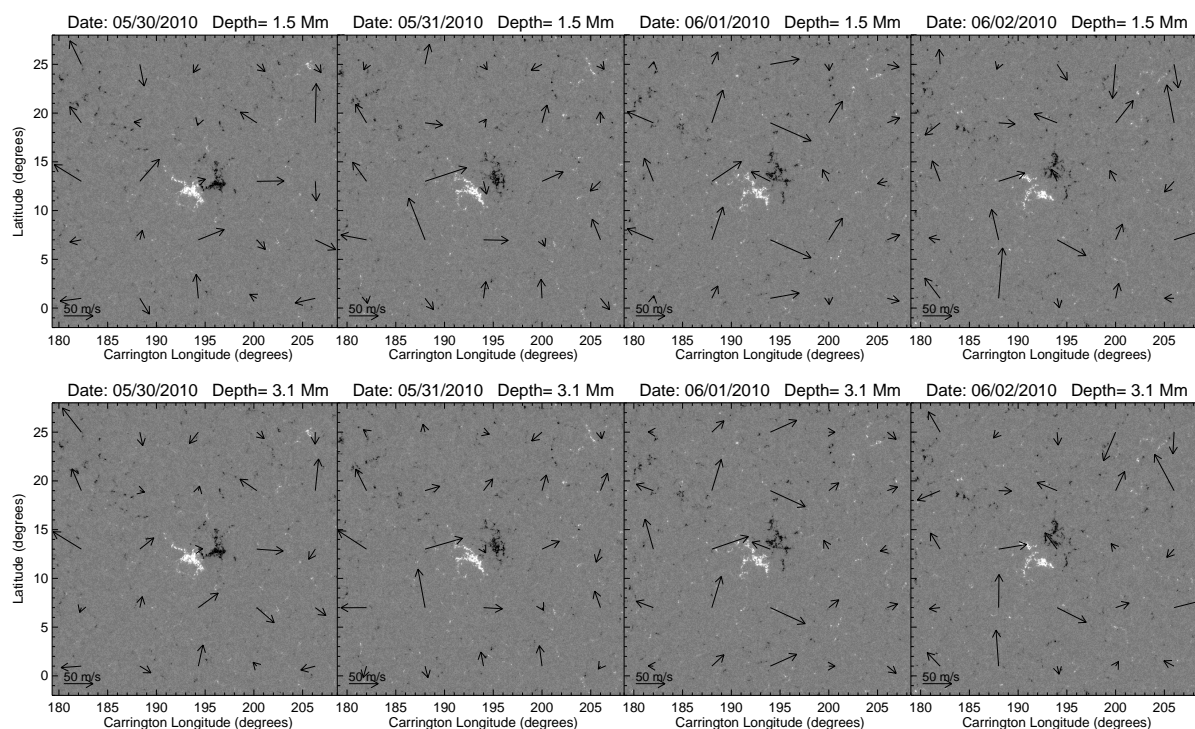 Date: 05/30/2010 Depth= 1.5 Mm Date: 05/31/2010 Depth= 1.5 Mm Date: 06/01/2010 Depth= 1.5 Mm Date: 06/02/2010 Depth= 1.5 Mm
25
20
15
10
5
0
Latitude (degrees)
50 m/s 50 m/s 50 m/s 50 m/s
180 185 190 195 200 205 180 185 190 195 200 205 180 185 190 195 200 205 180 185 190 195 200 205
Carrington Longitude (degrees) Carrington Longitude (degrees) Carrington Longitude (degrees) Carrington Longitude (degrees)
Date: 05/30/2010 Depth= 3.1 Mm Date: 05/31/2010 Depth= 3.1 Mm Date: 06/01/2010 Depth= 3.1 Mm Date: 06/02/2010 Depth= 3.1 Mm
25
20
15
10
5
0
Latitude (degrees)
50 m/s 50 m/s 50 m/s 50 m/s
180 185 190 195 200 205 180 185 190 195 200 205 180 185 190 195 200 205 180 185 190 195 200 205
Carrington Longitude (degrees) Carrington Longitude (degrees) Carrington Longitude (degrees) Carrington Longitude (degrees)